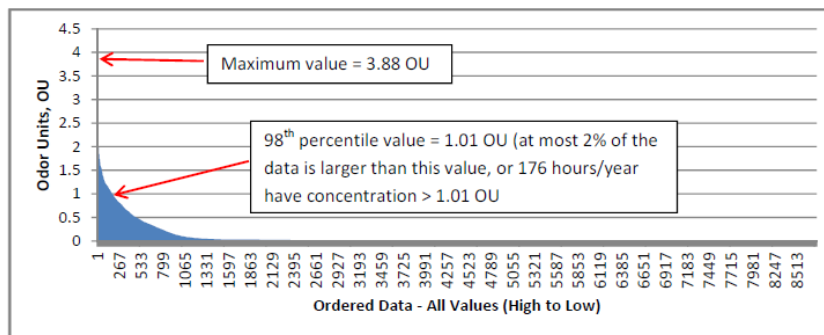 4.5
4
3.5
3
2.5
2
1.5
1
0.5
0
Odor Units, OU
Maximum value = 3.88 OU
98th percentile value = 1.01 OU (at most 2% of the
data is larger than this value, or 176 hours/year
have concentration > 1.01 OU
1 267 533 799 1065 1331 1597 1863 2129 2395 2661 2927 3193 3459 3725 3991 4257 4523 4789 5055 5321 5587 5853 6119 6385 6651 6917 7183 7449 7715 7981 8247 8513
Ordered Data - All Values (High to Low)